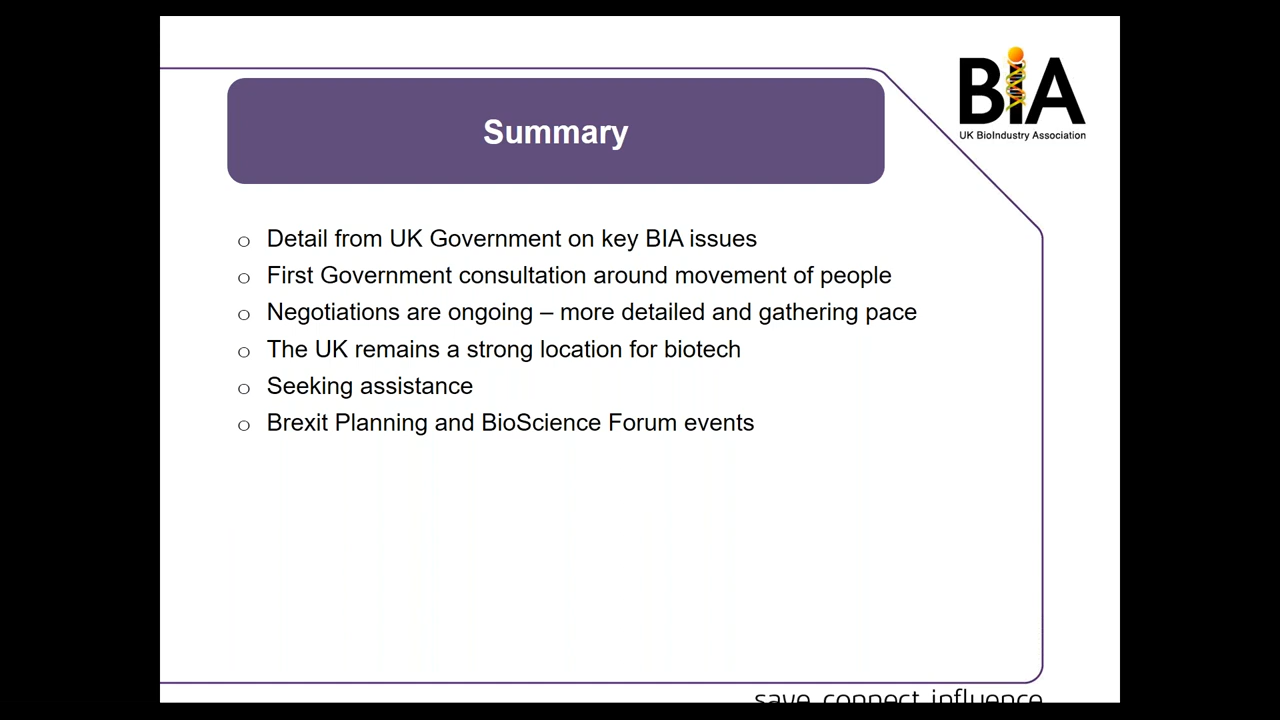 BIA
UK BioIndustry Association
Summary
o Detail from UK Government on key BIA issues
o First Government consultation around movement of people
o Negotiations are ongoing – more detailed and gathering pace
o The UK remains a strong location for biotech
o Seeking assistance
o Brexit Planning and BioScience Forum events
save connect influence